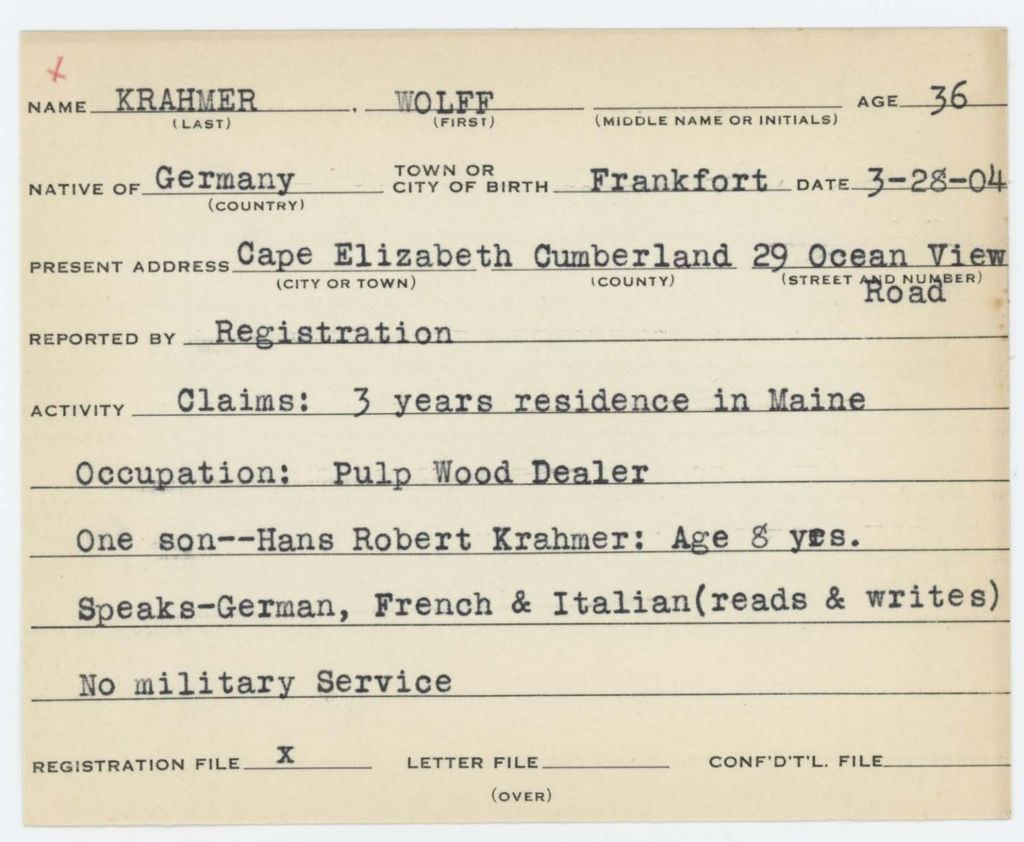 x
NAME KRAHMER, WOLFF AGE 36
(LAST) (FIRST) (MIDDLE NAME OR INITIALS)
NATIVE OF Germany TOWN OR CITY OF BIRTH Frankfort DATE 3-28-04
(COUNTRY)
PRESENT ADDRESS Cape Elizabeth Cumberland 29 Ocean View
(CITY OR TOWN) (COUNTY) (STREET AND NUMBER)
Road
REPORTED BY Registration
ACTIVITY Claims: 3 years residence in Maine
Occupation: Pulp Wood Dealer
One son--Hans Robert Krahmer: Age 8 yrs.
Speaks-German, French & Italian(reads & writes)
No military Service
REGISTRATION FILE X LETTER FILE CONF'D'T'L. FILE
(OVER)